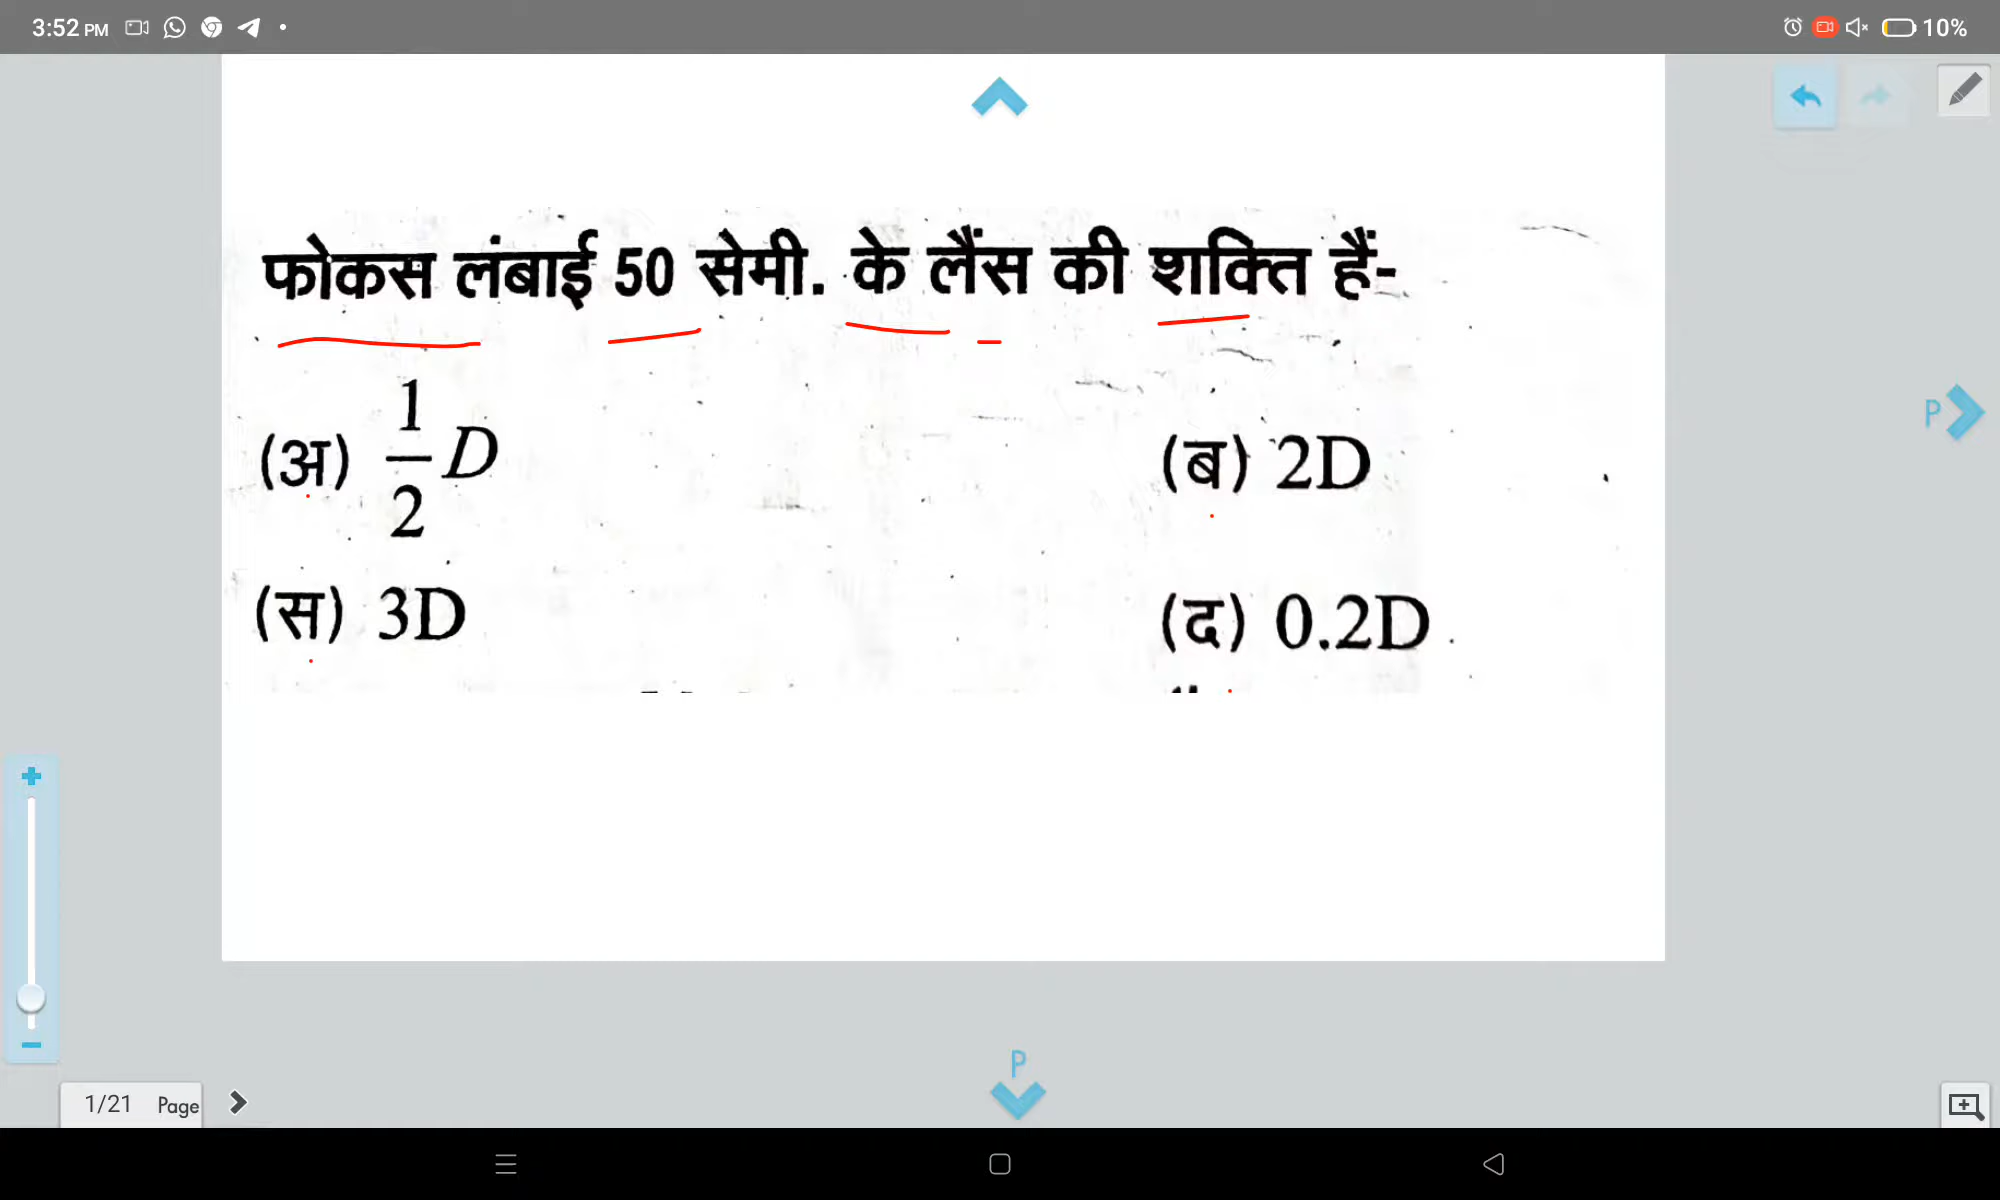 3:52 PM
10%
फोकस लंबाई 50 सेमी. के लैंस की शक्ति हैं-
(अ) 1/2 D
(ब) 2D
(स) 3D
(द) 0.2D
P
P
1/21 Page